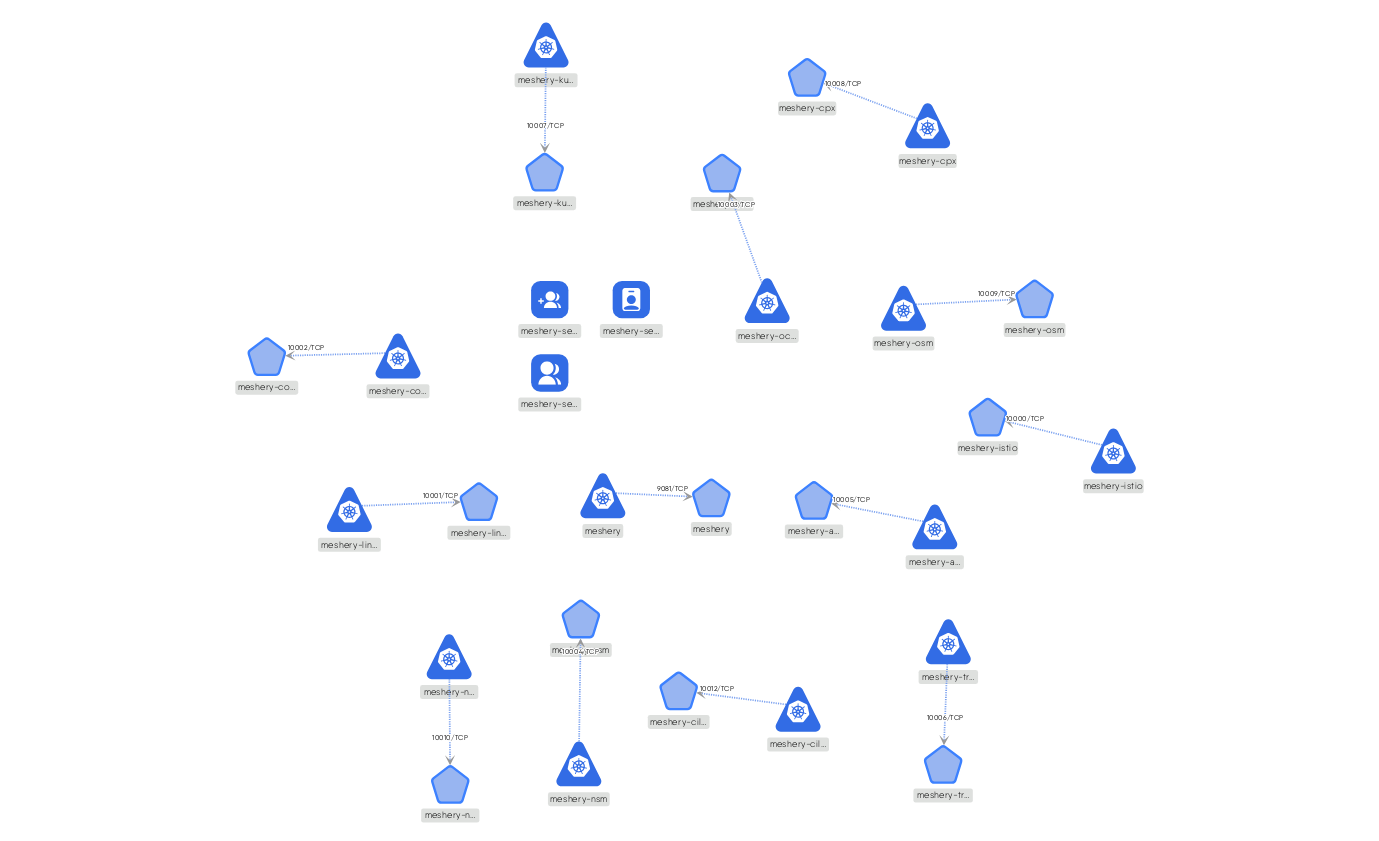 meshery-ku...
10007/TCP
meshery-ku...
10008/TCP
meshery-cpx
meshery-cpx
10003/TCP
meshery-oc...
meshery-se...
meshery-se...
meshery-se...
10009/TCP
meshery-osm
meshery-osm
10002/TCP
meshery-co...
meshery-co...
10000/TCP
meshery-istio
meshery-istio
10001/TCP
meshery-lin...
meshery-lin...
9081/TCP
meshery
meshery
10005/TCP
meshery-a...
meshery-a...
meshery-n...
10010/TCP
meshery-n...
10004/TCP
meshery-nsm
10012/TCP
meshery-cil...
meshery-cil...
meshery-tr...
10006/TCP
meshery-tr...